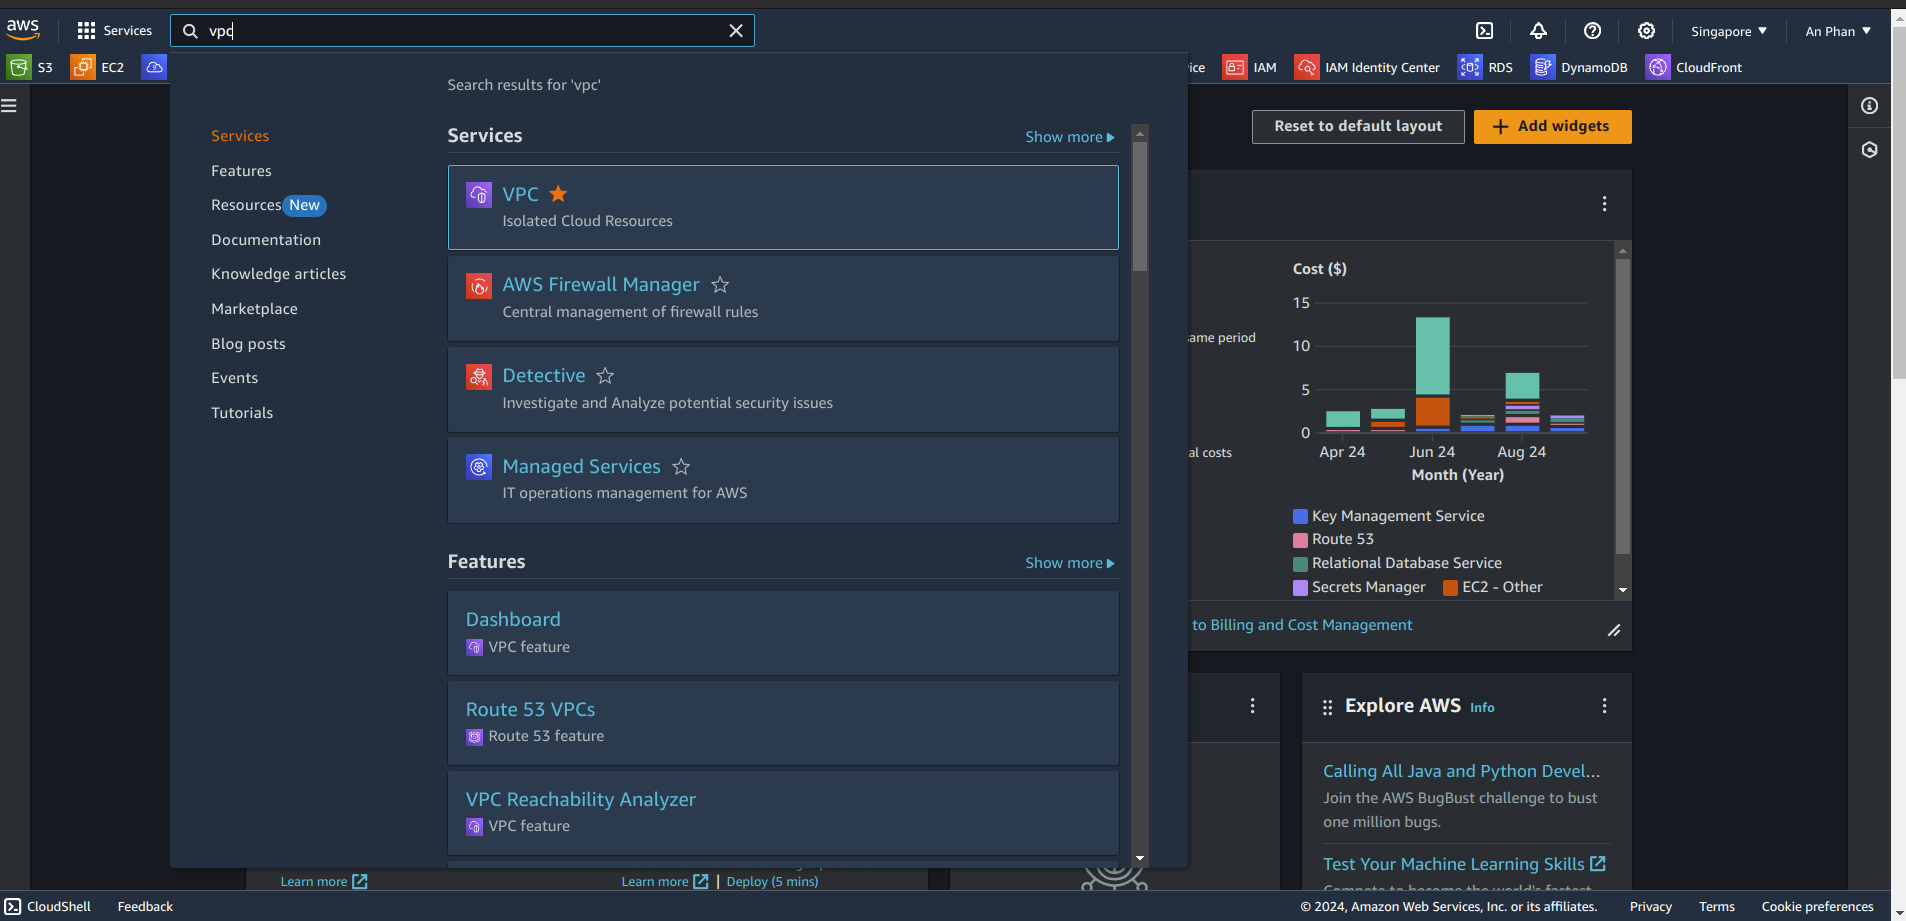 aws
Services
vpc
Singapore
An Phan
S3
EC2
ice
IAM
IAM Identity Center
RDS
DynamoDB
CloudFront
Search results for 'vpc'
Services
Features
Resources New
Documentation
Knowledge articles
Marketplace
Blog posts
Events
Tutorials
Services
Show more
VPC
Isolated Cloud Resources
AWS Firewall Manager
Central management of firewall rules
Detective
Investigate and Analyze potential security issues
Managed Services
IT operations management for AWS
Features
Show more
Dashboard
VPC feature
Route 53 VPCs
Route 53 feature
VPC Reachability Analyzer
VPC feature
Reset to default layout
Add widgets
ame period
al costs
Cost ($)
15
10
5
0
Apr 24
Jun 24
Aug 24
Month (Year)
Key Management Service
Route 53
Relational Database Service
Secrets Manager
EC2 - Other
to Billing and Cost Management
Explore AWS Info
Calling All Java and Python Devel...
Join the AWS BugBust challenge to bust
one million bugs.
Test Your Machine Learning Skills
Compete to become the world's fastest
Learn more
Learn more | Deploy (5 mins)
CloudShell
Feedback
© 2024, Amazon Web Services, Inc. or its affiliates.
Privacy
Terms
Cookie preferences